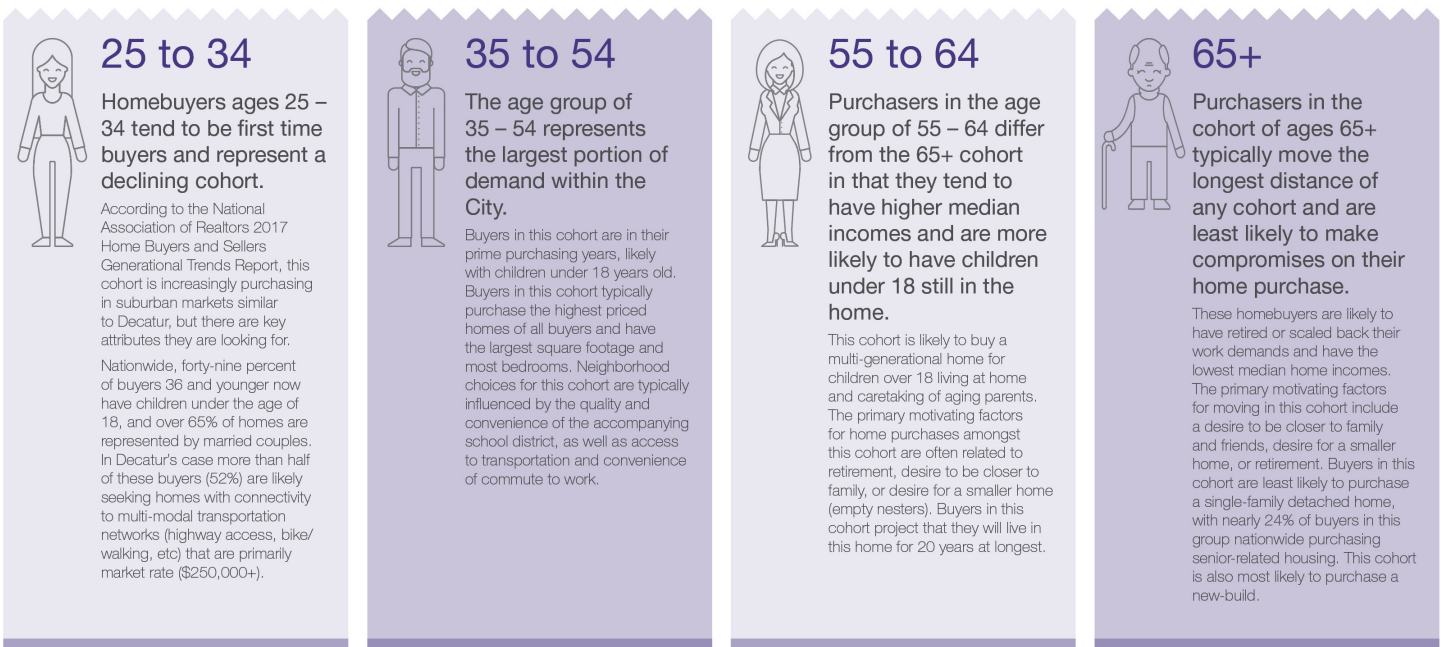 25 to 34
Homebuyers ages 25 –
34 tend to be first time
buyers and represent a
declining cohort.
According to the National
Association of Realtors 2017
Home Buyers and Sellers
Generational Trends Report, this
cohort is increasingly purchasing
in suburban markets similar
to Decatur, but there are key
attributes they are looking for.
Nationwide, forty-nine percent
of buyers 36 and younger now
have children under the age of
18, and over 65% of homes are
represented by married couples.
In Decatur's case more than half
of these buyers (52%) are likely
seeking homes with connectivity
to multi-modal transportation
networks (highway access, bike/
walking, etc) that are primarily
market rate ($250,000+).
35 to 54
The age group of
35 – 54 represents
the largest portion of
demand within the
City.
Buyers in this cohort are in their
prime purchasing years, likely
with children under 18 years old.
Buyers in this cohort typically
purchase the highest priced
homes of all buyers and have
the largest square footage and
most bedrooms. Neighborhood
choices for this cohort are typically
influenced by the quality and
convenience of the accompanying
school district, as well as access
to transportation and convenience
of commute to work.
55 to 64
Purchasers in the age
group of 55 – 64 differ
from the 65+ cohort
in that they tend to
have higher median
incomes and are more
likely to have children
under 18 still in the
home.
This cohort is likely to buy a
multi-generational home for
children over 18 living at home
and caretaking of aging parents.
The primary motivating factors
for home purchases amongst
this cohort are often related to
retirement, desire to be closer to
family, or desire for a smaller home
(empty nesters). Buyers in this
cohort project that they will live in
this home for 20 years at longest.
65+
Purchasers in the
cohort of ages 65+
typically move the
longest distance of
any cohort and are
least likely to make
compromises on their
home purchase.
These homebuyers are likely to
have retired or scaled back their
work demands and have the
lowest median home incomes.
The primary motivating factors
for moving in this cohort include
a desire to be closer to family
and friends, desire for a smaller
home, or retirement. Buyers in this
cohort are least likely to purchase
a single-family detached home,
with nearly 24% of buyers in this
group nationwide purchasing
senior-related housing. This cohort
is also most likely to purchase a
new-build.